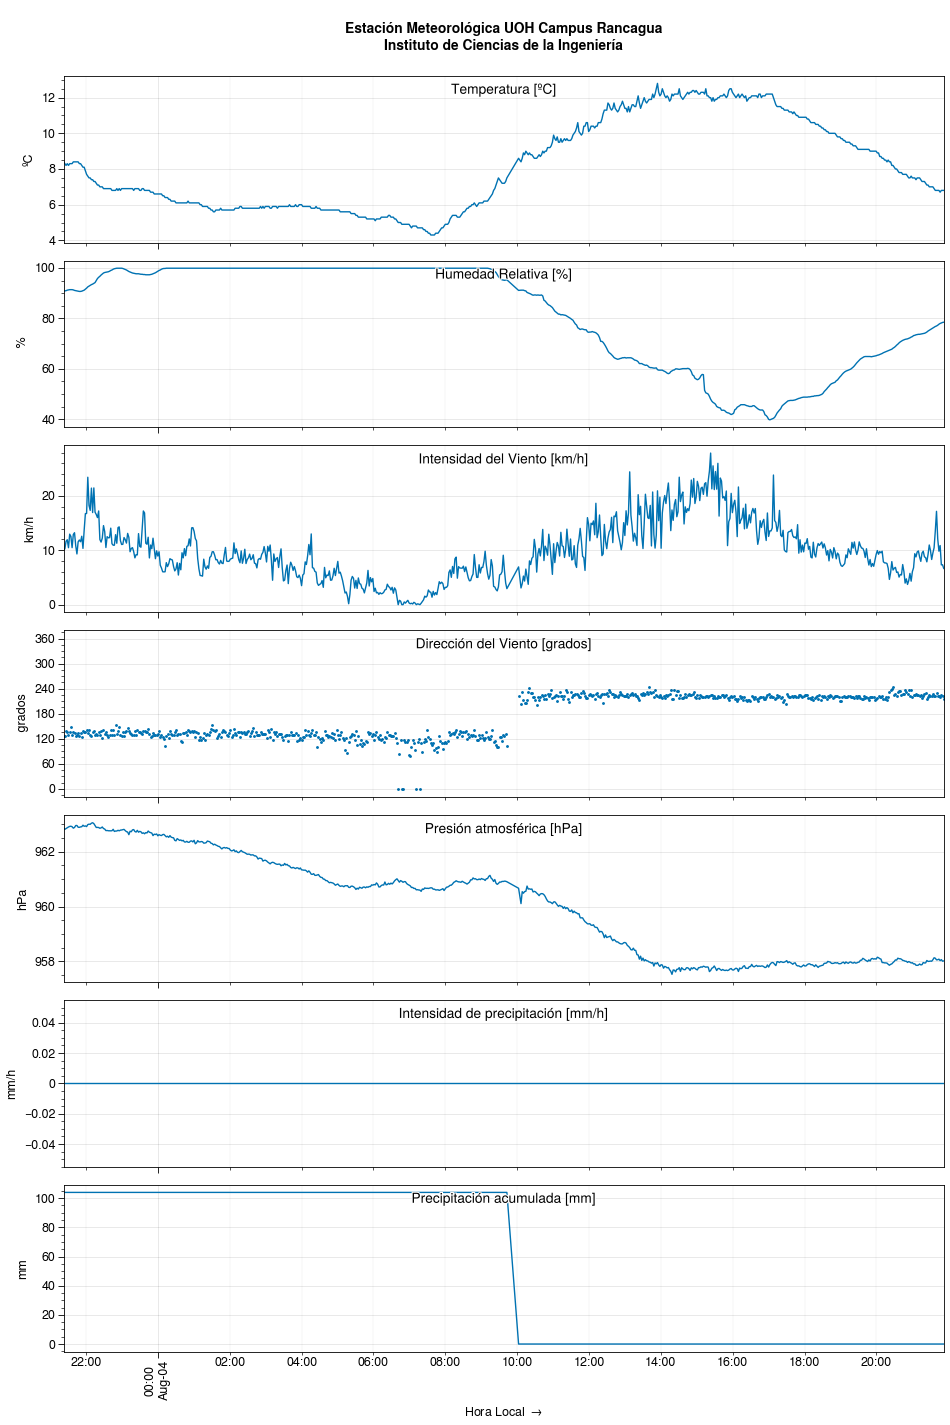 Estación Meteorológica UOH Campus Rancagua
Instituto de Ciencias de la Ingeniería
Temperatura [ºC]
ºC
12
10
8
6
4
Humedad Relativa [%]
%
100
80
60
40
Intensidad del Viento [km/h]
km/h
20
10
0
Dirección del Viento [grados]
grados
360
300
240
180
120
60
0
Presión atmosférica [hPa]
hPa
962
960
958
Intensidad de precipitación [mm/h]
mm/h
0.04
0.02
0
−0.02
−0.04
Precipitación acumulada [mm]
mm
100
80
60
40
20
0
22:00
00:00
Aug-04
02:00
04:00
06:00
08:00
10:00
12:00
14:00
16:00
18:00
20:00
Hora Local →